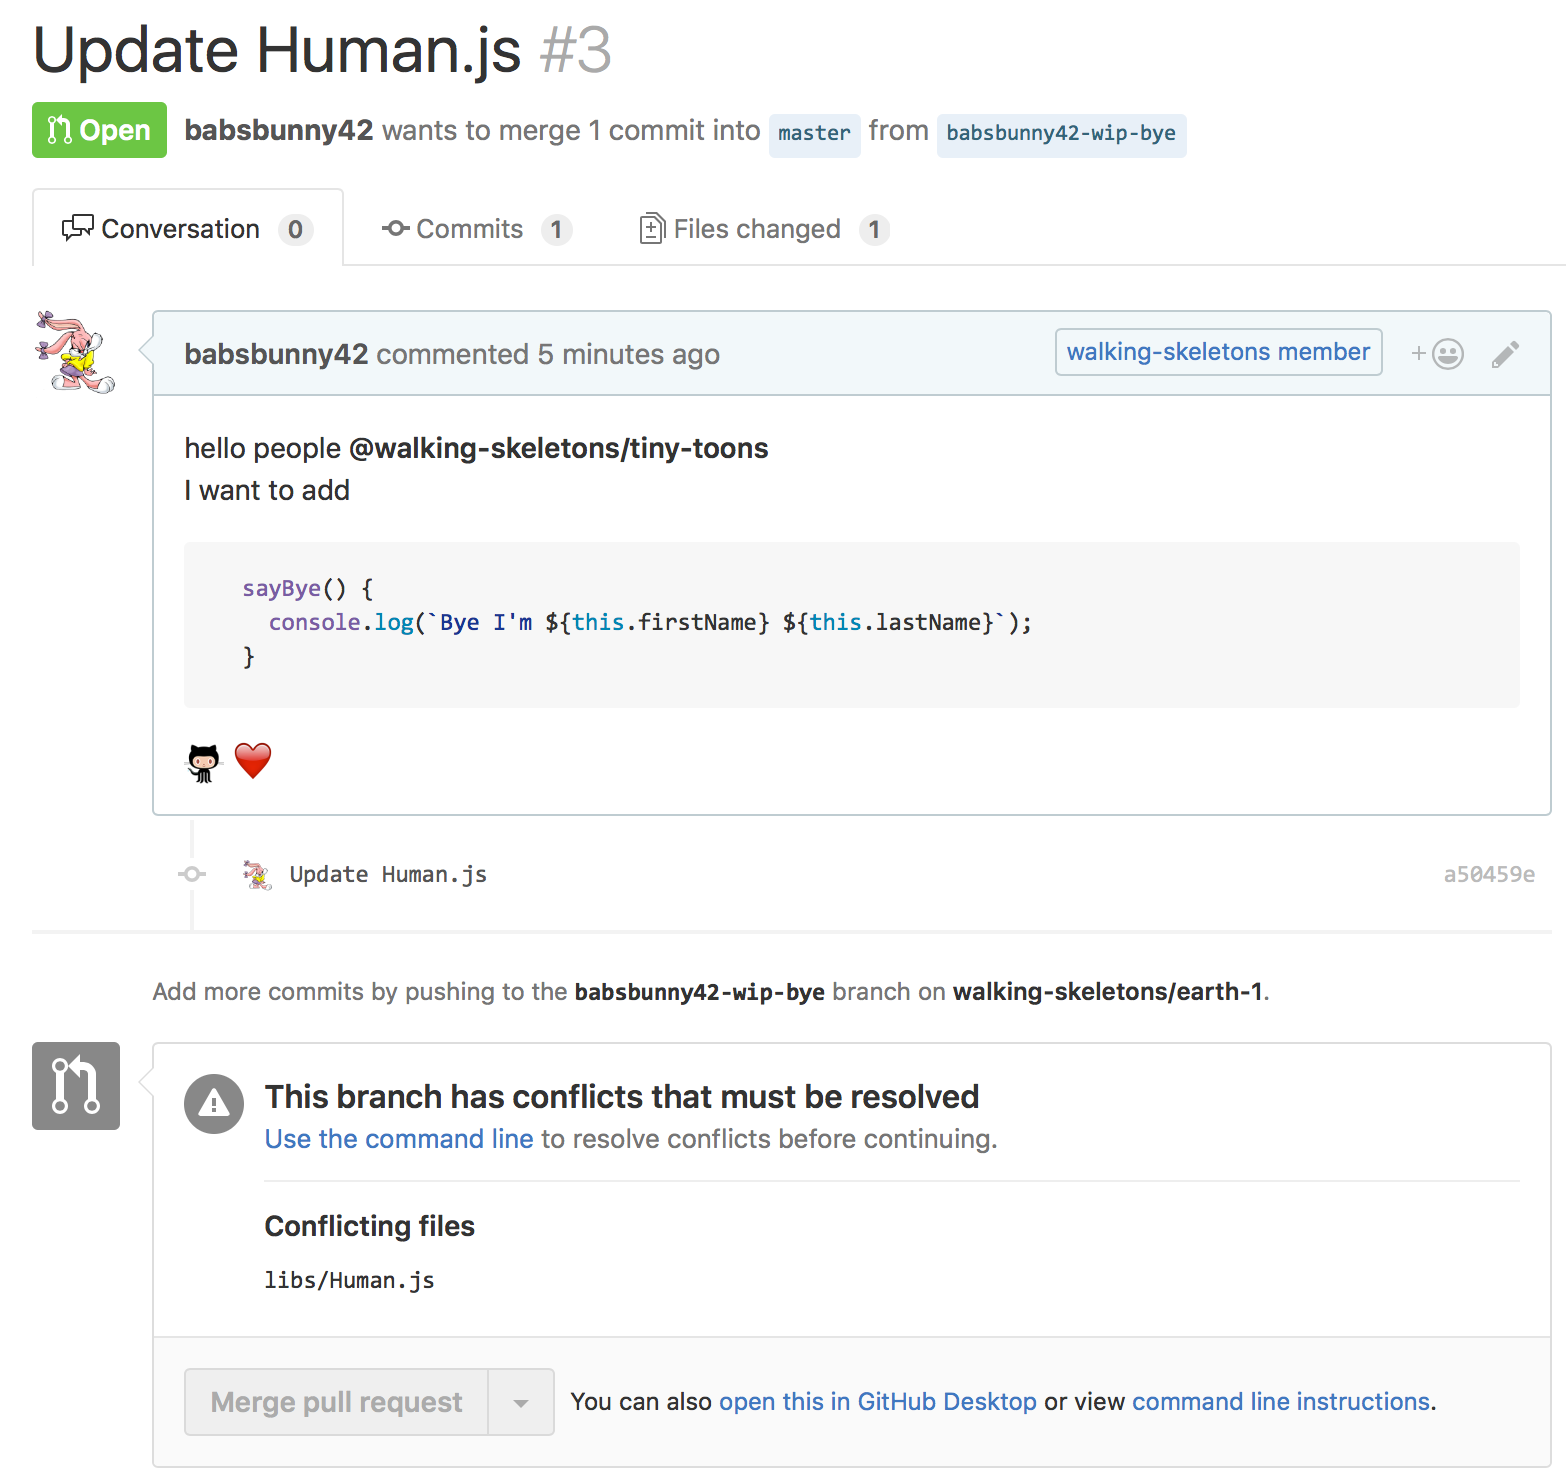 Update Human.js #3
Open babsbunny42 wants to merge 1 commit into master from babsbunny42-wip-bye
Conversation 0 Commits 1 Files changed 1
babsbunny42 commented 5 minutes ago walking-skeletons member +
hello people @walking-skeletons/tiny-toons
I want to add
sayBye() {
console.log(`Bye I'm ${this.firstName} ${this.lastName}`);
}
Update Human.js a50459e
Add more commits by pushing to the babsbunny42-wip-bye branch on walking-skeletons/earth-1.
This branch has conflicts that must be resolved
Use the command line to resolve conflicts before continuing.
Conflicting files
libs/Human.js
Merge pull request You can also open this in GitHub Desktop or view command line instructions.